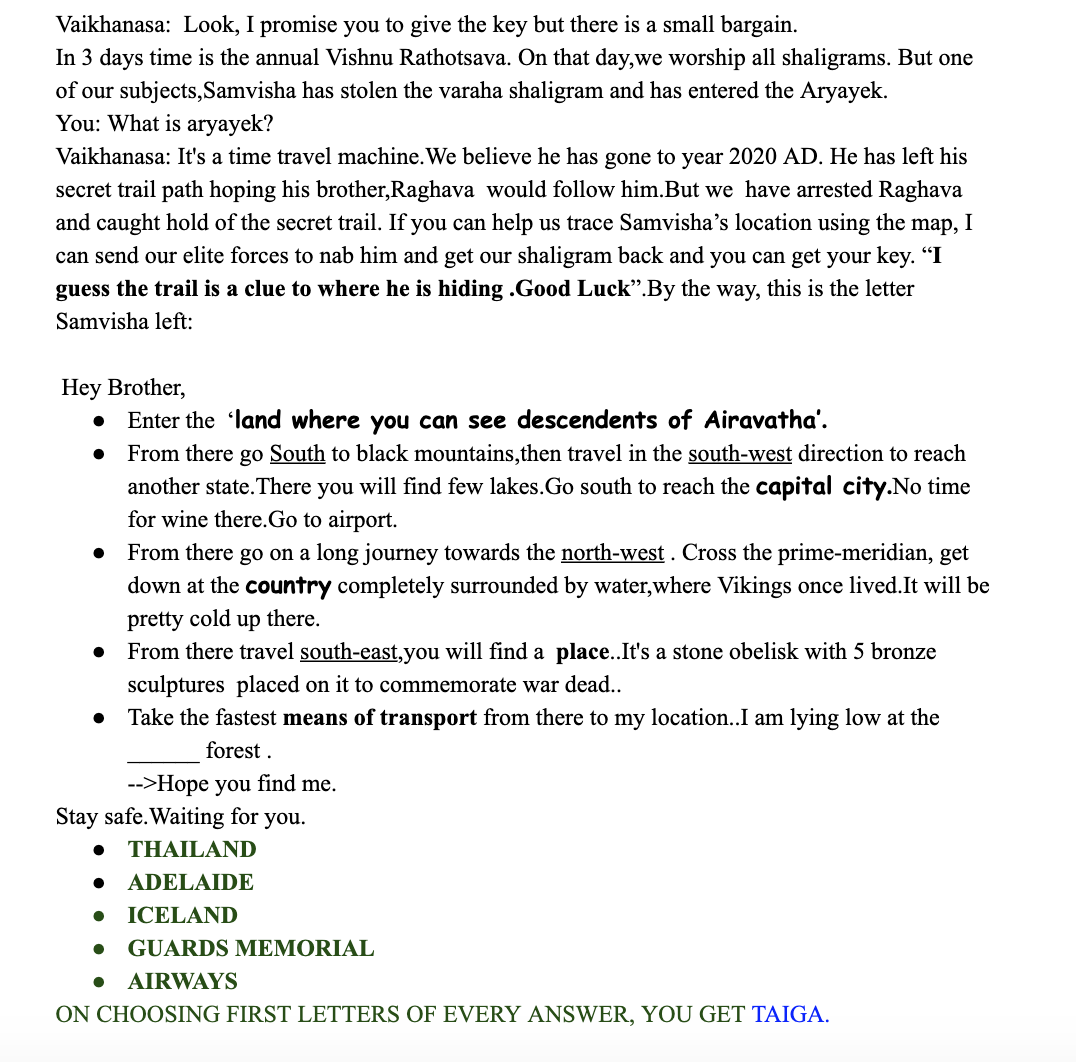 Vaikhanasa:  Look, I promise you to give the key but there is a small bargain.
In 3 days time is the annual Vishnu Rathotsava. On that day,we worship all shaligrams. But one
of our subjects,Samvisha has stolen the varaha shaligram and has entered the Aryayek.
You: What is aryayek?
Vaikhanasa: It's a time travel machine.We believe he has gone to year 2020 AD. He has left his
secret trail path hoping his brother,Raghava  would follow him.But we  have arrested Raghava
and caught hold of the secret trail. If you can help us trace Samvisha’s location using the map, I
can send our elite forces to nab him and get our shaligram back and you can get your key. “I
guess the trail is a clue to where he is hiding .Good Luck”.By the way, this is the letter
Samvisha left:
Hey Brother,
● Enter the  ‘land where you can see descendents of Airavatha’.
● From there go South to black mountains,then travel in the south-west direction to reach
another state.There you will find few lakes.Go south to reach the capital city.No time
for wine there.Go to airport.
● From there go on a long journey towards the north-west . Cross the prime-meridian, get
down at the country completely surrounded by water,where Vikings once lived.It will be
pretty cold up there.
● From there travel south-east,you will find a  place..It's a stone obelisk with 5 bronze
sculptures  placed on it to commemorate war dead..
● Take the fastest means of transport from there to my location..I am lying low at the
______ forest .
-->Hope you find me.
Stay safe.Waiting for you.
● THAILAND
● ADELAIDE
● ICELAND
● GUARDS MEMORIAL
● AIRWAYS
ON CHOOSING FIRST LETTERS OF EVERY ANSWER, YOU GET TAIGA.